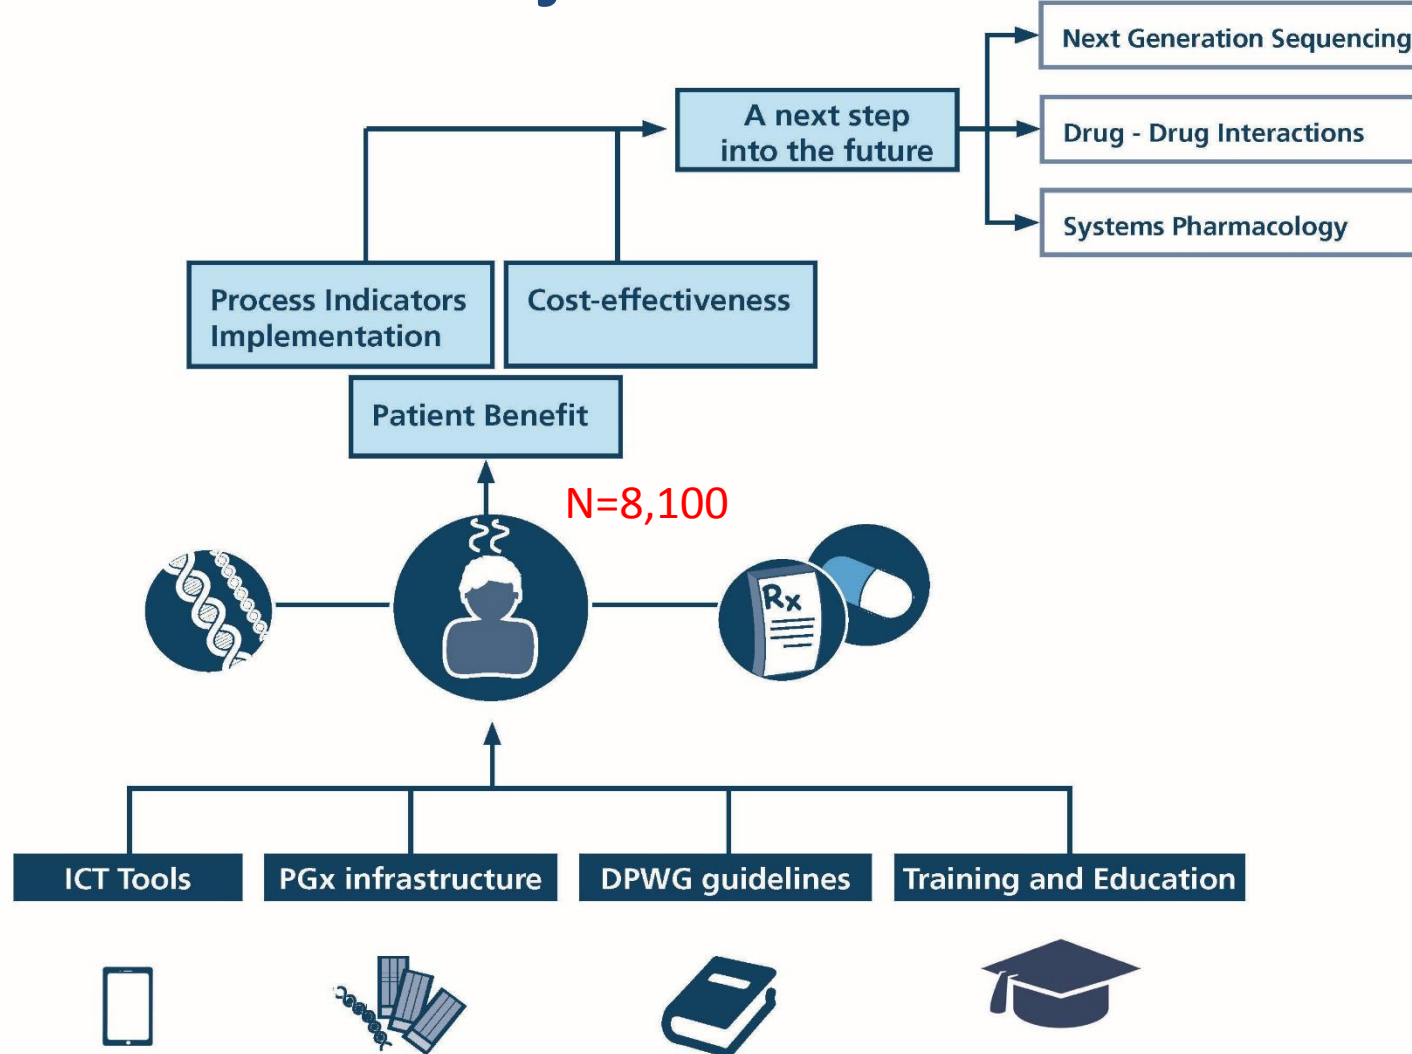 Next Generation Sequencing
A next step
into the future
Drug - Drug Interactions
Systems Pharmacology
Process Indicators
Implementation
Cost-effectiveness
Patient Benefit
N=8,100
Rx
ICT Tools
PGx infrastructure
DPWG guidelines
Training and Education